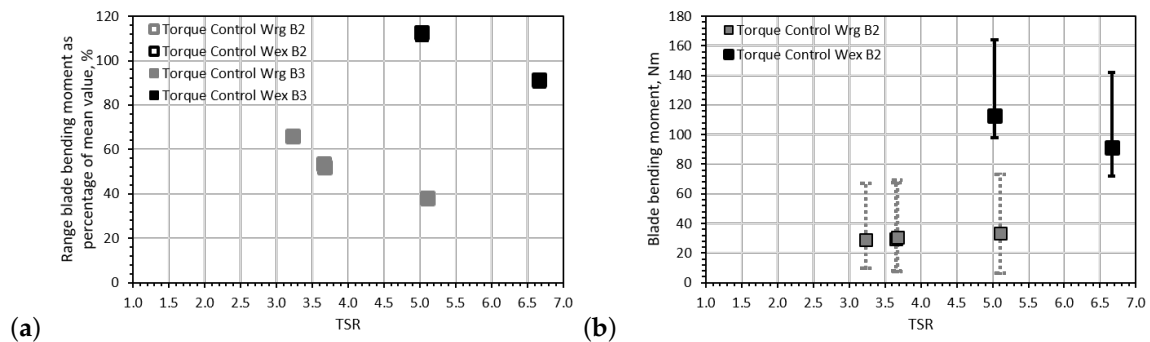 Range blade bending moment as
percentage of mean value, %
120
100
80
60
40
20
0
Torque Control Wrg B2
Torque Control Wex B2
Torque Control Wrg B3
Torque Control Wex B3
1.0 1.5 2.0 2.5 3.0 3.5 4.0 4.5 5.0 5.5 6.0 6.5 7.0
TSR
(a)
Blade bending moment, Nm
180
160
140
120
100
80
60
40
20
0
Torque Control Wrg B2
Torque Control Wex B2
1.0 1.5 2.0 2.5 3.0 3.5 4.0 4.5 5.0 5.5 6.0 6.5 7.0
TSR
(b)